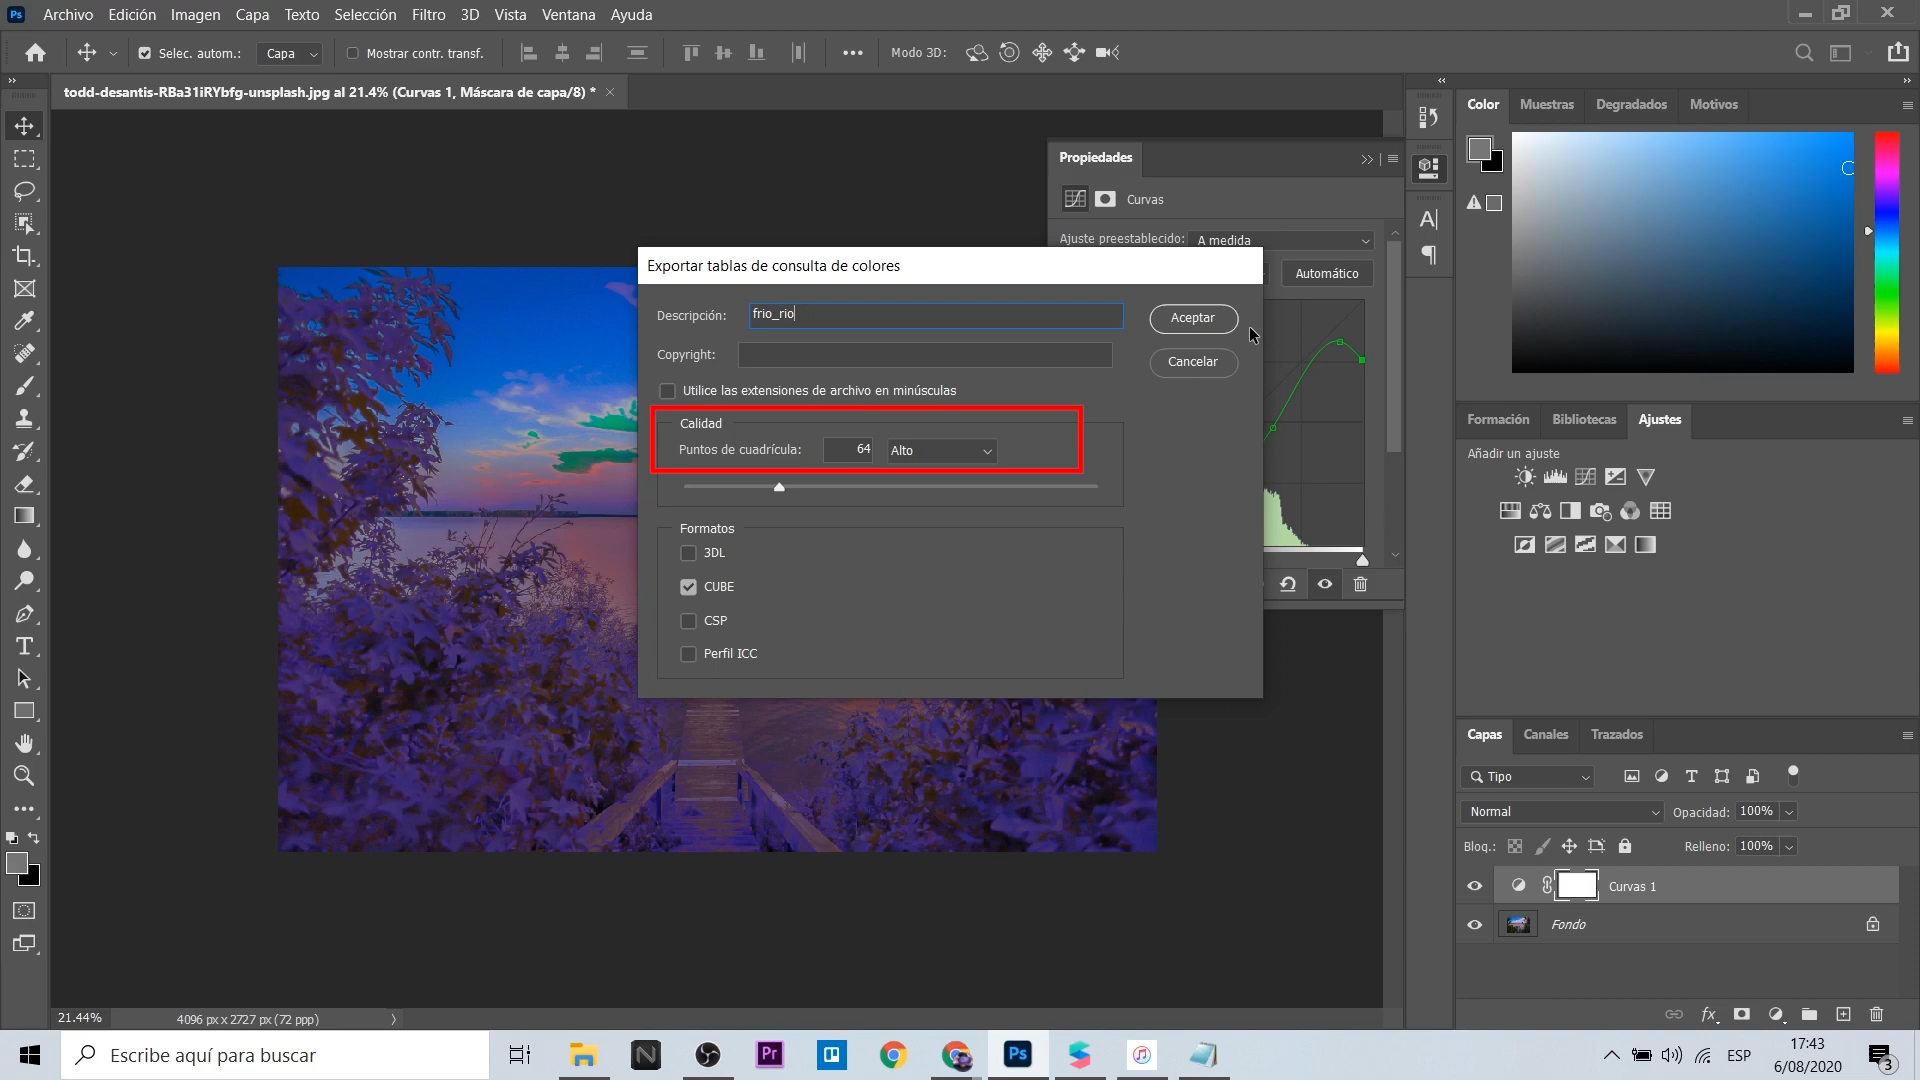 Ps Archivo Edición Imagen Capa Texto Selección Filtro 3D Vista Ventana Ayuda
Selec. autom.: Capa Mostrar contr. transf. Modo 3D:
todd-desantis-RBa31iRYbfg-unsplash.jpg al 21.4% (Curvas 1, Máscara de capa/8) *
Color Muestras Degradados Motivos
Propiedades
Curvas
Ajuste preestablecido: A medida
Automático
Exportar tablas de consulta de colores
Descripción: frio_rio
Aceptar
Copyright:
Cancelar
Utilice las extensiones de archivo en minúsculas
Calidad
Puntos de cuadrícula: 64 Alto
Formatos
3DL
CUBE
CSP
Perfil ICC
Formación Bibliotecas Ajustes
Añadir un ajuste
Capas Canales Trazados
Tipo
Normal Opacidad: 100%
Bloq.: Relleno: 100%
Curvas 1
Fondo
21.44% 4096 px x 2727 px (72 ppp)
Escribe aquí para buscar
Pr
Ps
ESP
17:43
6/08/2020
3